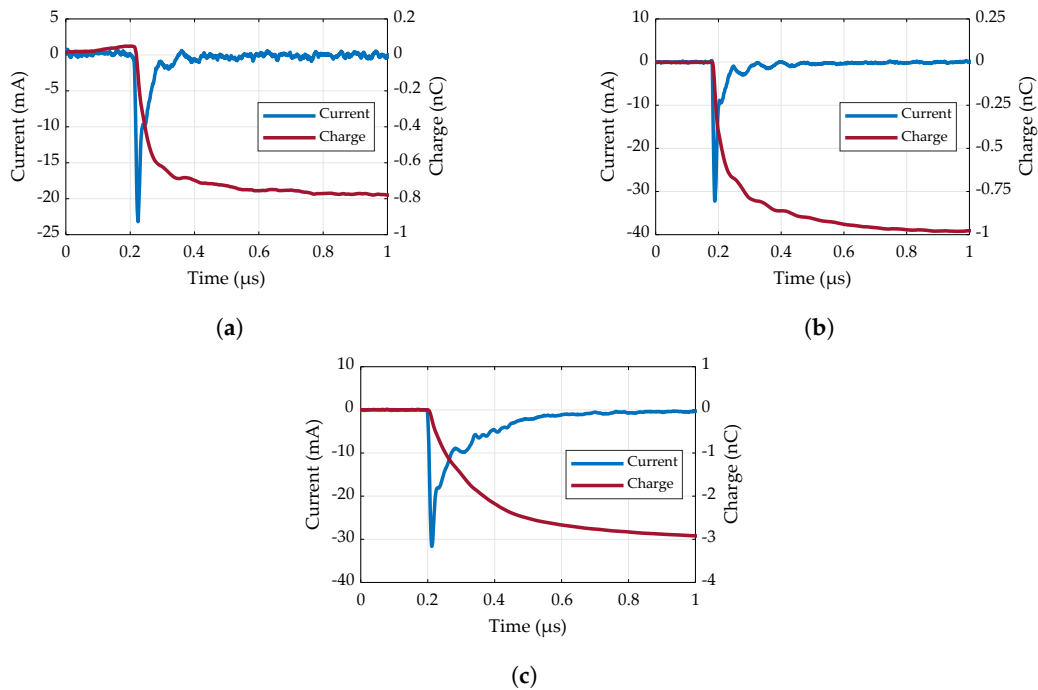 5
0
-5
-10
-15
-20
-25
Current (mA)
0.2
0
-0.2
-0.4
-0.6
-0.8
-1
Charge (nC)
Current
Charge
0 0.2 0.4 0.6 0.8 1
Time (μs)
(a)
10
0
-10
-20
-30
-40
Current (mA)
0.25
0
-0.25
-0.5
-0.75
-1
Charge (nC)
Current
Charge
0 0.2 0.4 0.6 0.8 1
Time (μs)
(b)
10
0
-10
-20
-30
-40
Current (mA)
1
0
-1
-2
-3
-4
Charge (nC)
Current
Charge
0 0.2 0.4 0.6 0.8 1
Time (μs)
(c)